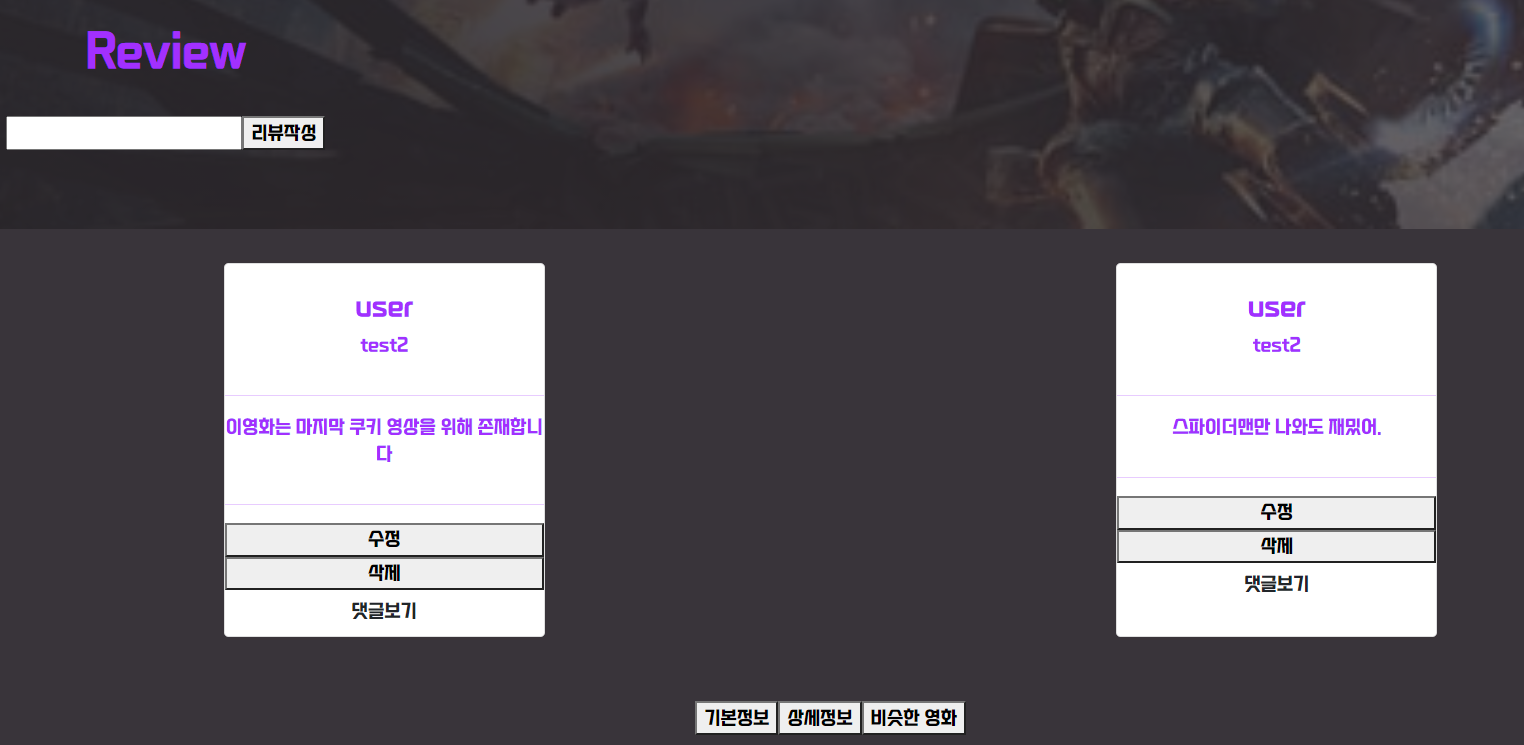 Review
리뷰작성
user
test2
이영화는 마지막 쿠키 영상을 위해 존재합니
다
수정
삭제
댓글보기
user
test2
스파이더맨만 나와도 재밌어.
수정
삭제
댓글보기
기본정보 상세정보 비슷한 영화